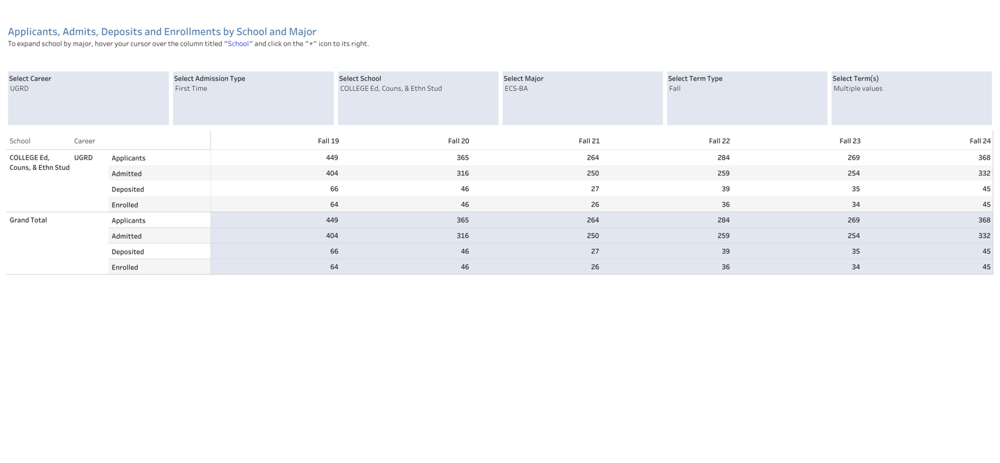 Applicants, Admits, Deposits and Enrollments by School and Major
To expand school by major, hover your cursor over the column titled "School" and click on the "+" icon to its right.
Select Career Select Admission Type Select School Select Major Select Term Type Select Term(s)
UGRD First Time COLLEGE Ed, Couns, & Ethn Stud ECS-BA Fall Multiple values
School Career Fall 19 Fall 20 Fall 21 Fall 22 Fall 23 Fall 24
COLLEGE Ed, UGRD Applicants 449 365 264 284 269 368
Couns, & Ethn Stud
Admitted 404 316 250 259 254 332
Deposited 66 46 27 39 35 45
Enrolled 64 46 26 36 34 45
Grand Total Applicants 449 365 264 284 269 368
Admitted 404 316 250 259 254 332
Deposited 66 46 27 39 35 45
Enrolled 64 46 26 36 34 45